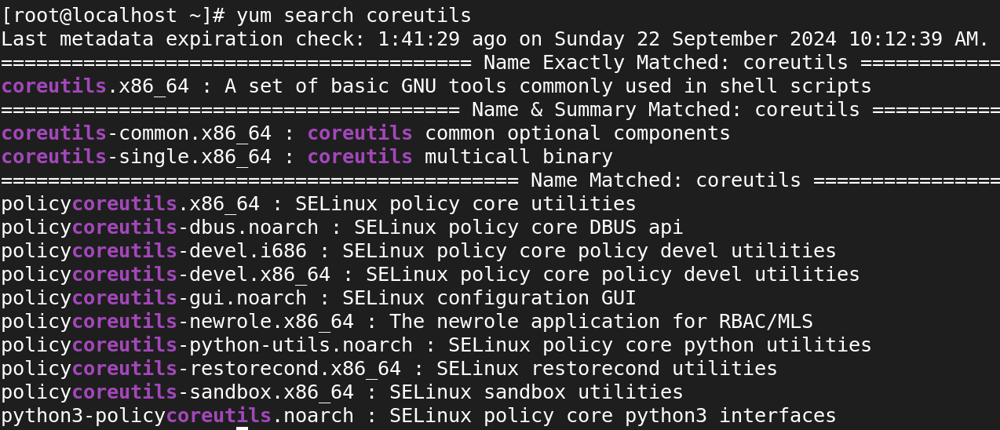 [root@localhost ~]# yum search coreutils
Last metadata expiration check: 1:41:29 ago on Sunday 22 September 2024 10:12:39 AM.
======================================== Name Exactly Matched: coreutils ============
coreutils.x86_64 : A set of basic GNU tools commonly used in shell scripts
======================================= Name & Summary Matched: coreutils ===========
coreutils-common.x86_64 : coreutils common optional components
coreutils-single.x86_64 : coreutils multicall binary
============================================ Name Matched: coreutils ================
policycoreutils.x86_64 : SELinux policy core utilities
policycoreutils-dbus.noarch : SELinux policy core DBUS api
policycoreutils-devel.i686 : SELinux policy core policy devel utilities
policycoreutils-devel.x86_64 : SELinux policy core policy devel utilities
policycoreutils-gui.noarch : SELinux configuration GUI
policycoreutils-newrole.x86_64 : The newrole application for RBAC/MLS
policycoreutils-python-utils.noarch : SELinux policy core python utilities
policycoreutils-restorecond.x86_64 : SELinux restorecond utilities
policycoreutils-sandbox.x86_64 : SELinux sandbox utilities
python3-policycoreutils.noarch : SELinux policy core python3 interfaces